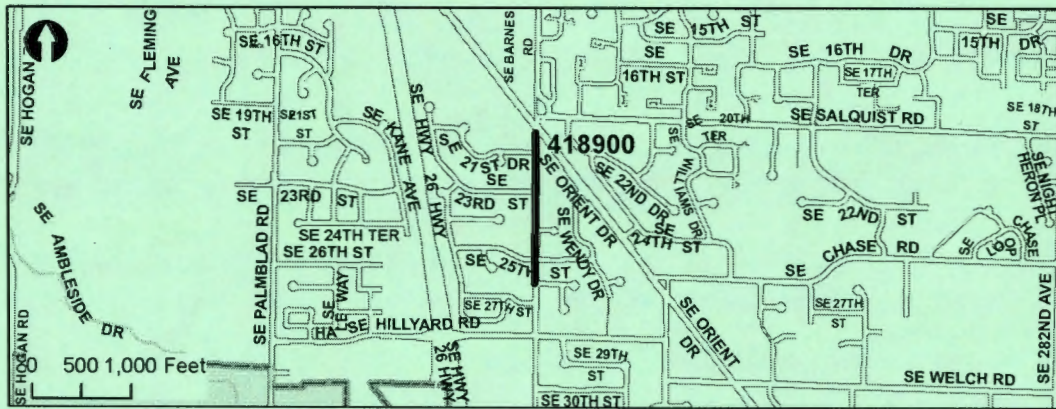 SE HOGAN RD
SE FLEMING AVE
SE 16TH ST
SE 19TH ST
SE 21ST ST
SE KANE AVE
SE HWY 26 HWY
SE 21ST DR
SE BARNES RD
SE 15TH ST
SE 16TH ST
SE 16TH DR
SE 15TH DR
SE 17TH TER
SE 18TH ST
SE 20TH TER
SE SALQUIST RD
418900
SE ORIENT DR
SE 22ND DR
SE WILLIAMS DR
SE NIGHT HERON PL
SE 23RD ST
SE 23RD ST
SE 24TH TER
SE 24TH ST
SE 22ND ST
SE CHASE RD
SE CHASE LOOP
SE AMBLESIDE DR
SE PALMBLAD RD
SE 26TH ST
SE 25TH ST
SE WENDY DR
SE 27TH ST
SE 27TH ST
SE HALE WAY
SE HILLYARD RD
SE ORIENT DR
SE 282ND AVE
SE HOGAN RD
0 500 1,000 Feet
SE HWY 26 HWY
SE 29TH ST
SE WELCH RD
SE 30TH ST